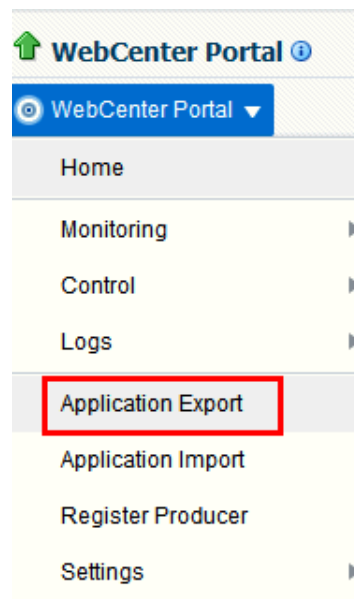 WebCenter Portal
WebCenter Portal
Home
Monitoring
Control
Logs
Application Export
Application Import
Register Producer
Settings